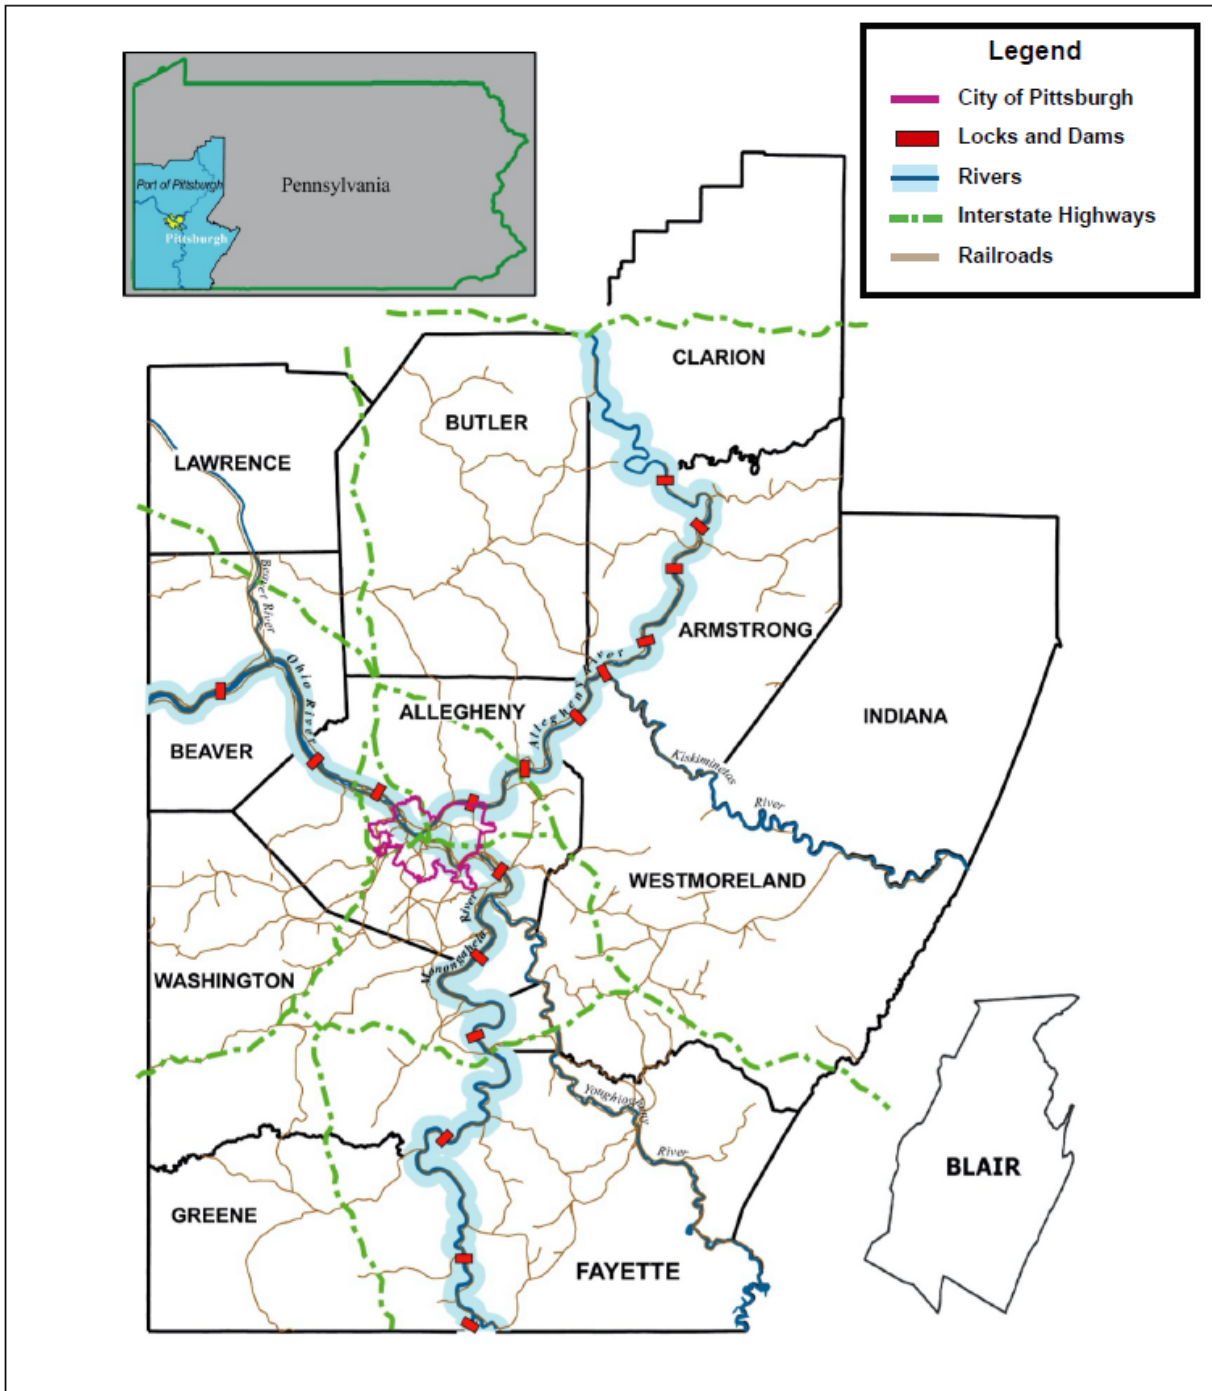 Legend
City of Pittsburgh
Locks and Dams
Rivers
Interstate Highways
Railroads
Port of Pittsburgh
Pennsylvania
Pittsburgh
CLARION
BUTLER
LAWRENCE
Beaver River
ARMSTRONG
Ohio River
Allegheny River
ALLEGHENY
INDIANA
BEAVER
Kiskiminetas
River
WESTMORELAND
Monongahela
River
WASHINGTON
Youghiogheny
River
BLAIR
GREENE
FAYETTE